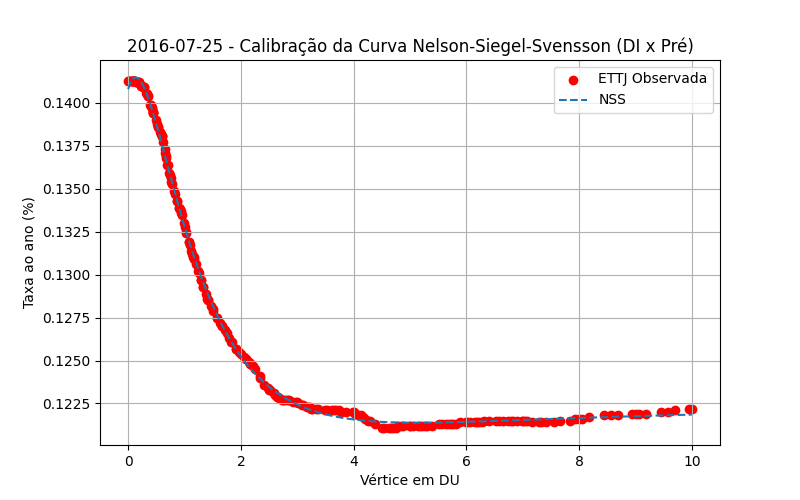 2016-07-25 - Calibração da Curva Nelson-Siegel-Svensson (DI x Pré)
ETTJ Observada
NSS
Taxa ao ano (%)
0.1400
0.1375
0.1350
0.1325
0.1300
0.1275
0.1250
0.1225
0 2 4 6 8 10
Vértice em DU